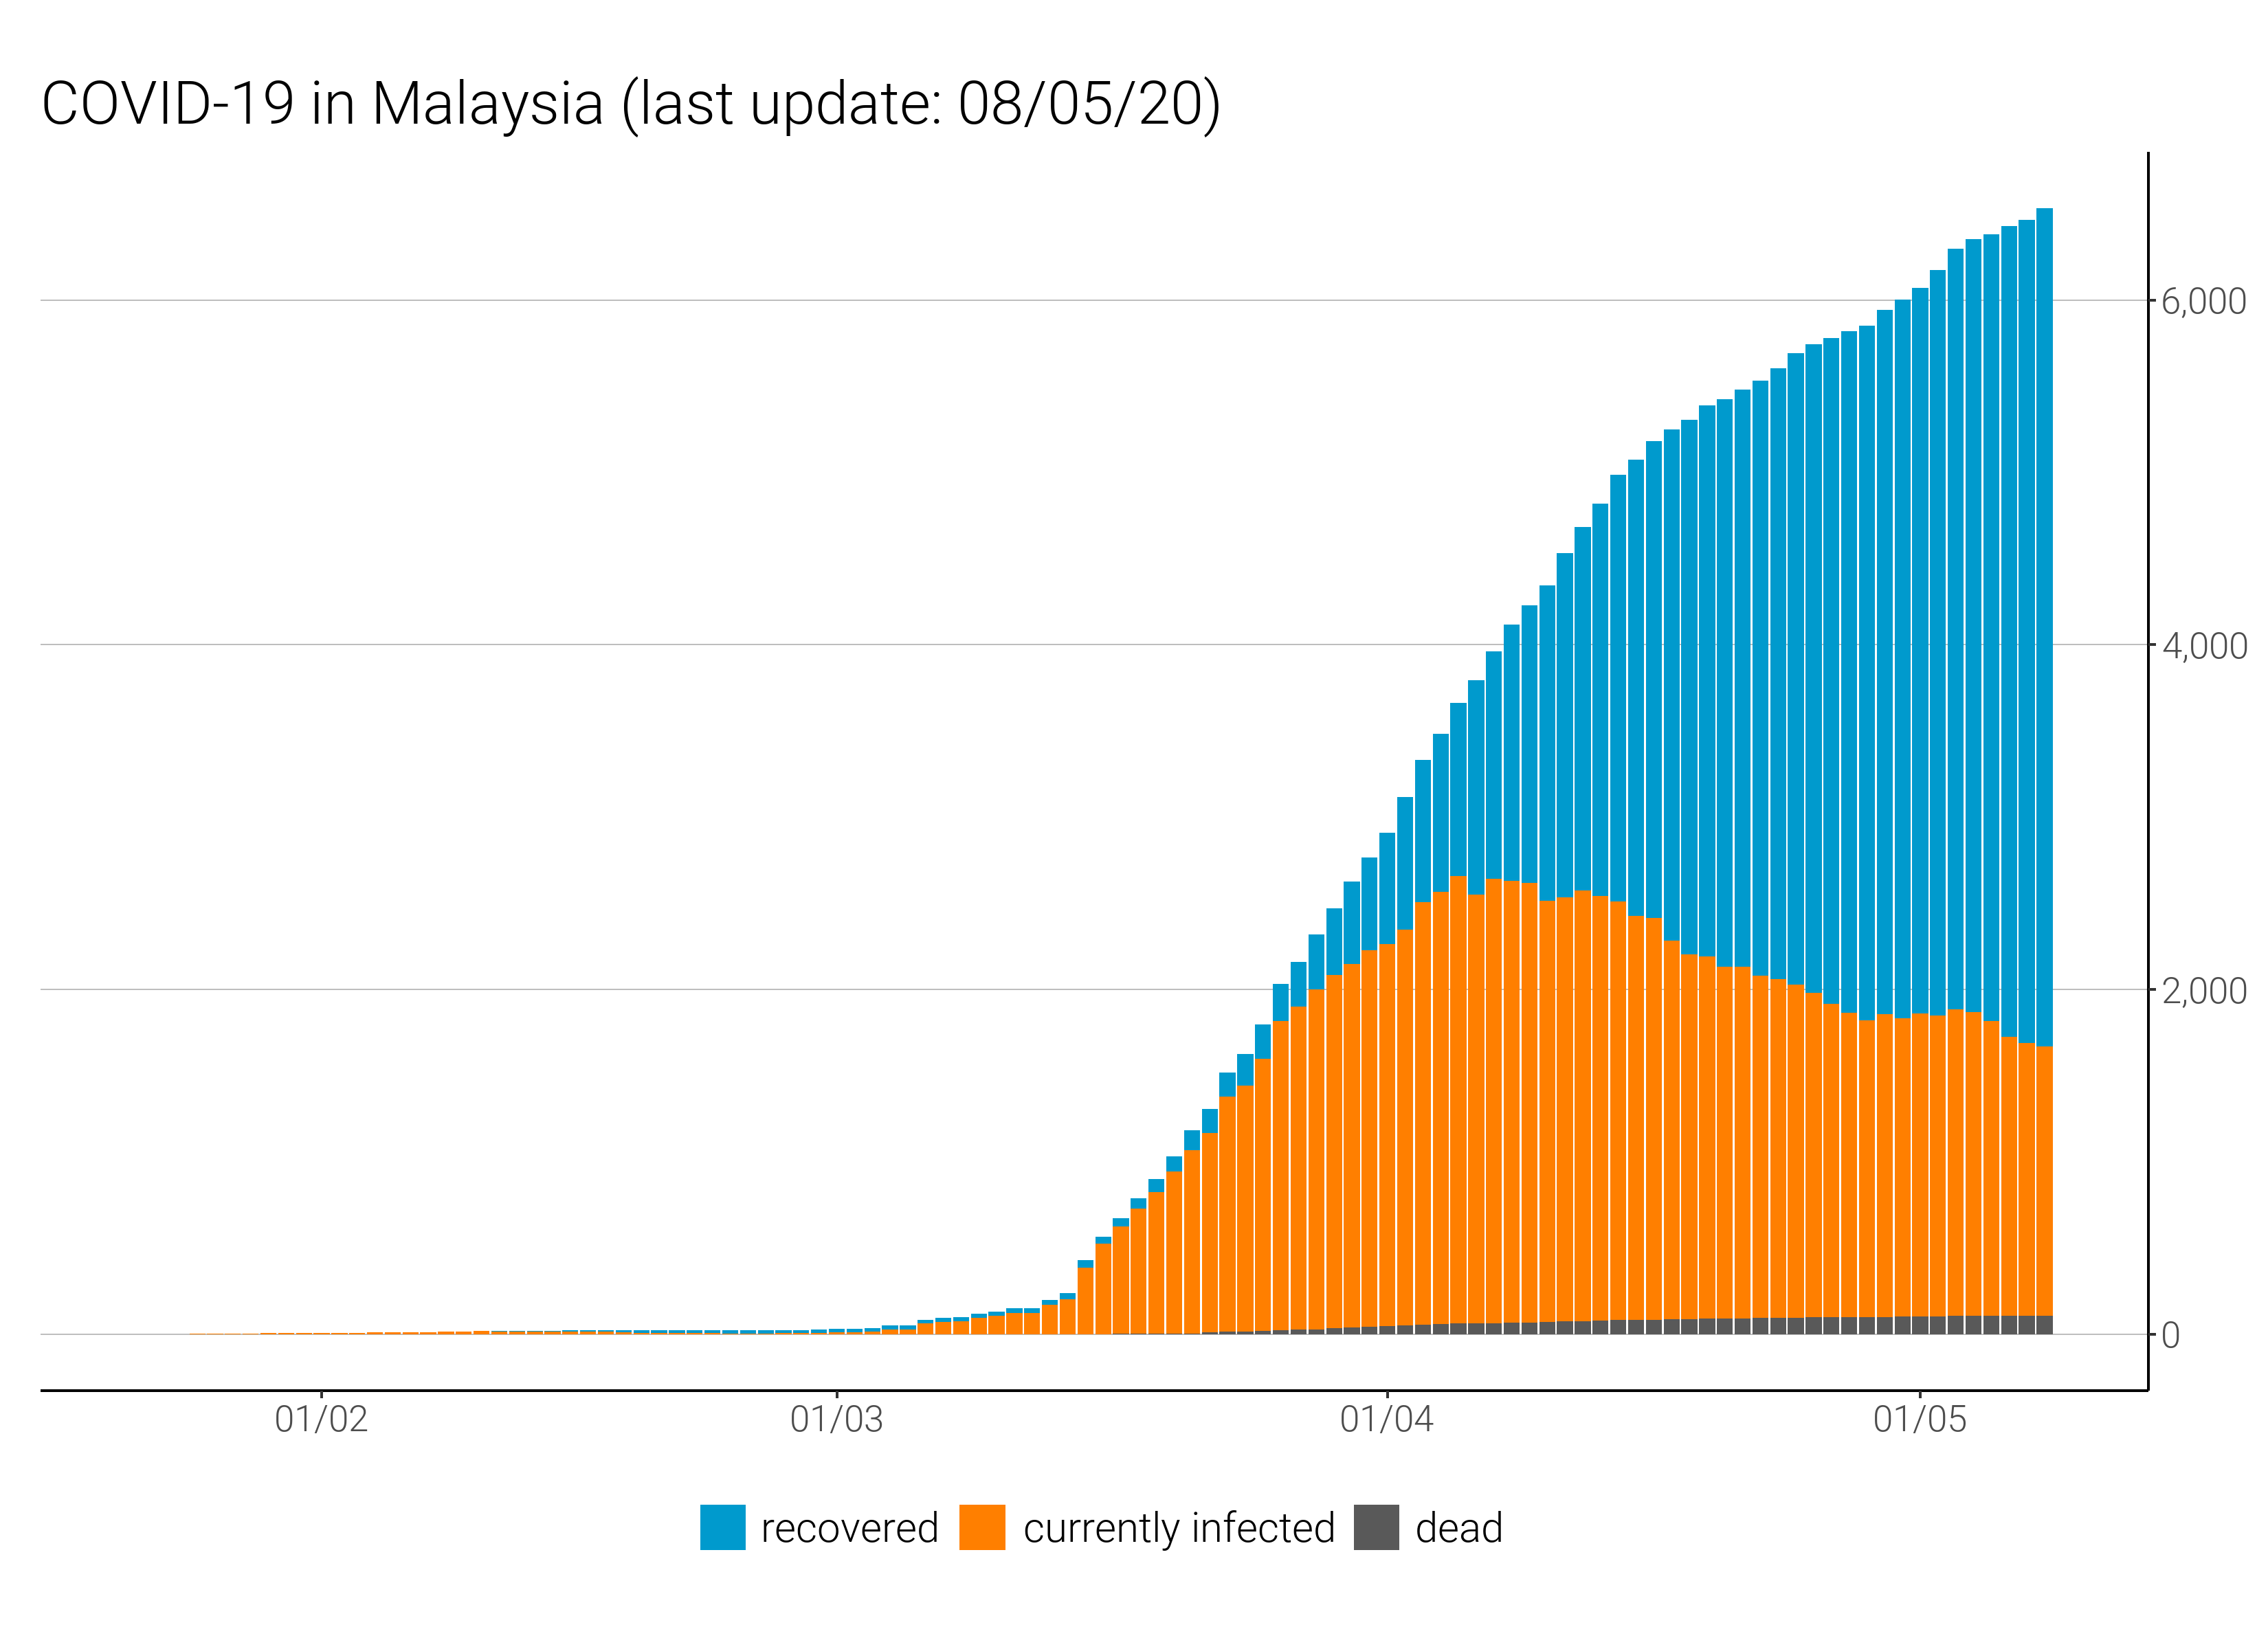 COVID-19 in Malaysia (last update: 08/05/20)
6,000
4,000
2,000
0
01/02 01/03 01/04 01/05
recovered currently infected dead